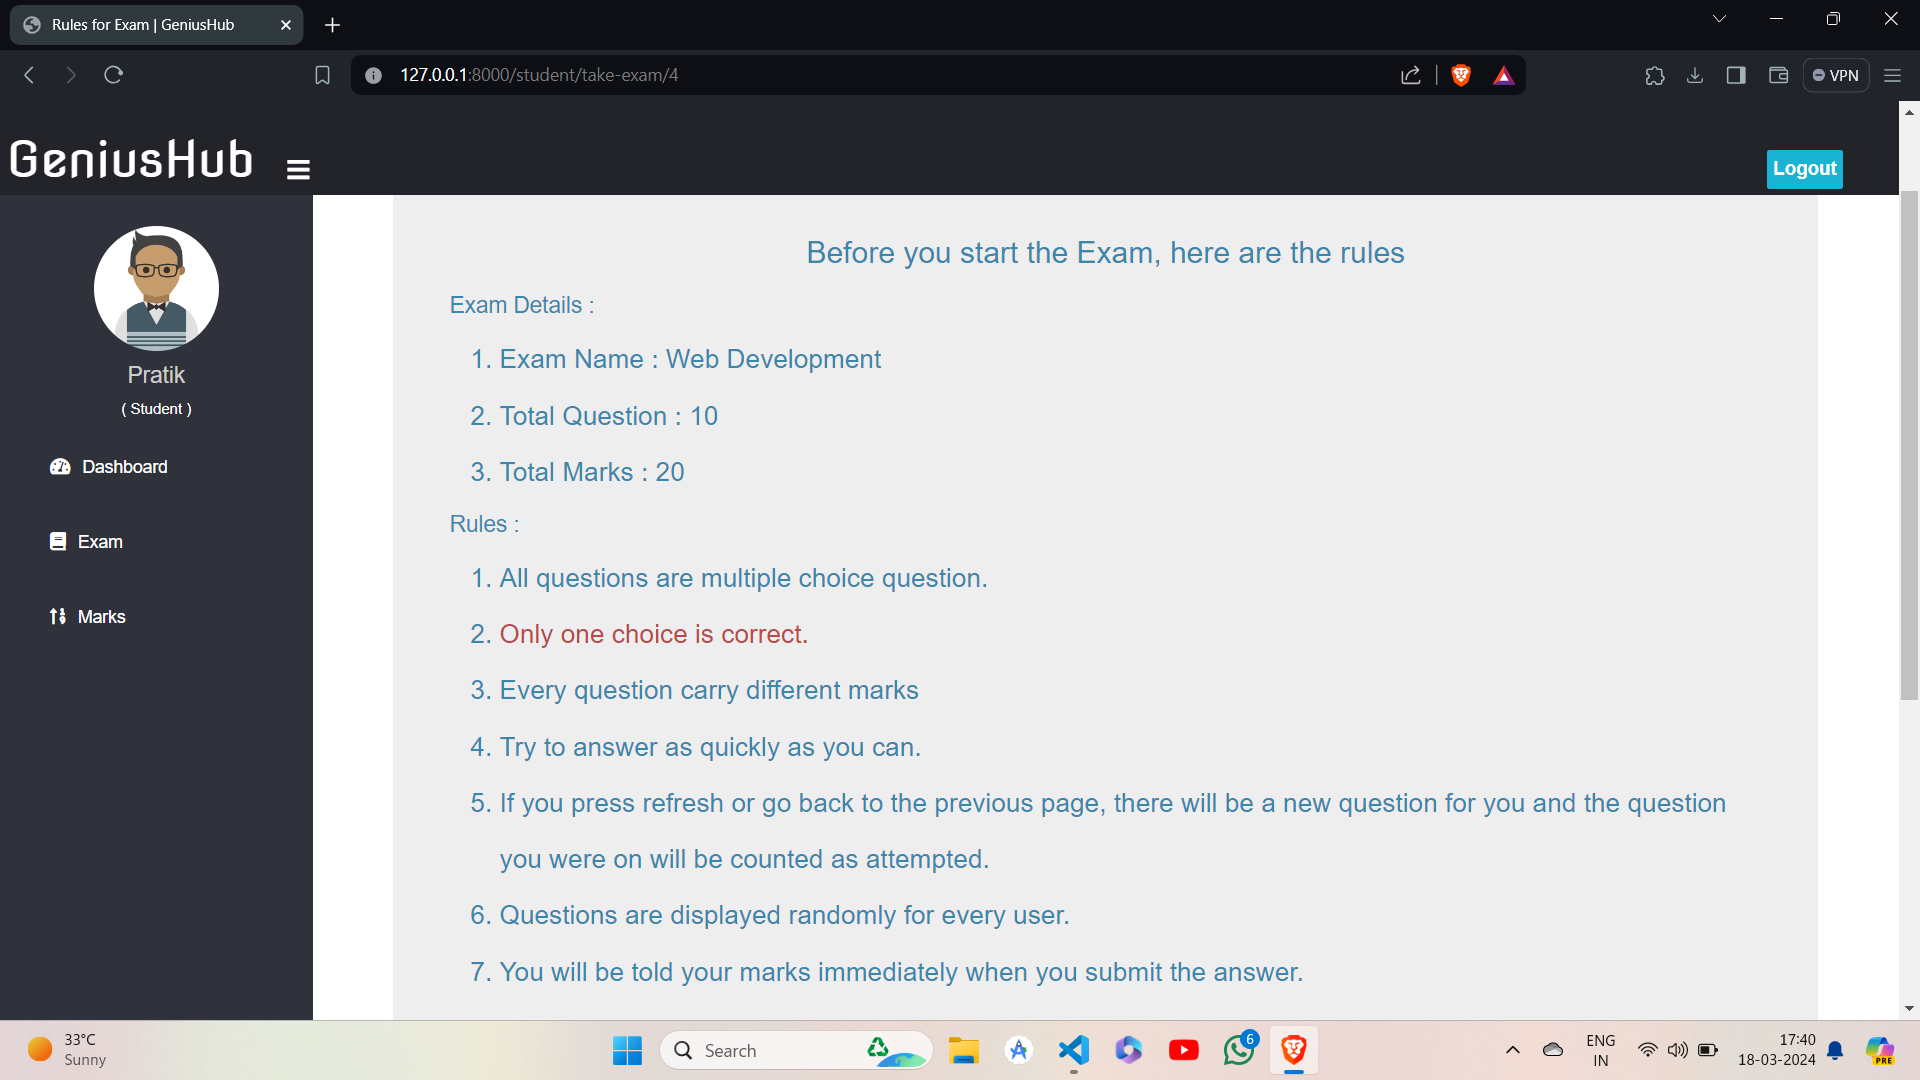 Rules for Exam | GeniusHub
127.0.0.1:8000/student/take-exam/4
VPN
GeniusHub
Logout
Pratik
( Student )
Dashboard
Exam
Marks
Before you start the Exam, here are the rules
Exam Details :
1. Exam Name : Web Development
2. Total Question : 10
3. Total Marks : 20
Rules :
1. All questions are multiple choice question.
2. Only one choice is correct.
3. Every question carry different marks
4. Try to answer as quickly as you can.
5. If you press refresh or go back to the previous page, there will be a new question for you and the question
you were on will be counted as attempted.
6. Questions are displayed randomly for every user.
7. You will be told your marks immediately when you submit the answer.
33°C
Sunny
Search
6
ENG
IN
17:40
18-03-2024
PRE